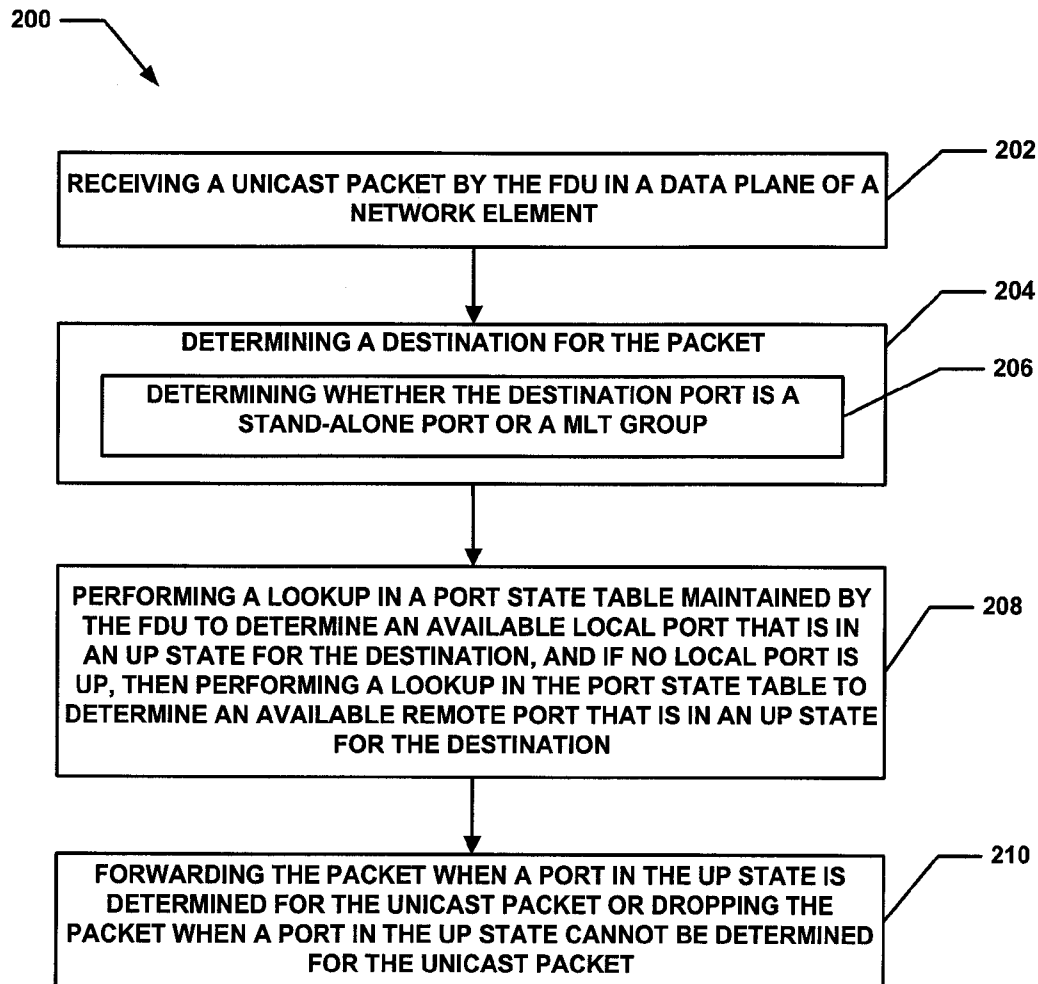 200
202
RECEIVING A UNICAST PACKET BY THE FDU IN A DATA PLANE OF A
NETWORK ELEMENT
204
DETERMINING A DESTINATION FOR THE PACKET
206
DETERMINING WHETHER THE DESTINATION PORT IS A
STAND-ALONE PORT OR A MLT GROUP
208
PERFORMING A LOOKUP IN A PORT STATE TABLE MAINTAINED BY
THE FDU TO DETERMINE AN AVAILABLE LOCAL PORT THAT IS IN
AN UP STATE FOR THE DESTINATION, AND IF NO LOCAL PORT IS
UP, THEN PERFORMING A LOOKUP IN THE PORT STATE TABLE TO
DETERMINE AN AVAILABLE REMOTE PORT THAT IS IN AN UP STATE
FOR THE DESTINATION
210
FORWARDING THE PACKET WHEN A PORT IN THE UP STATE IS
DETERMINED FOR THE UNICAST PACKET OR DROPPING THE
PACKET WHEN A PORT IN THE UP STATE CANNOT BE DETERMINED
FOR THE UNICAST PACKET